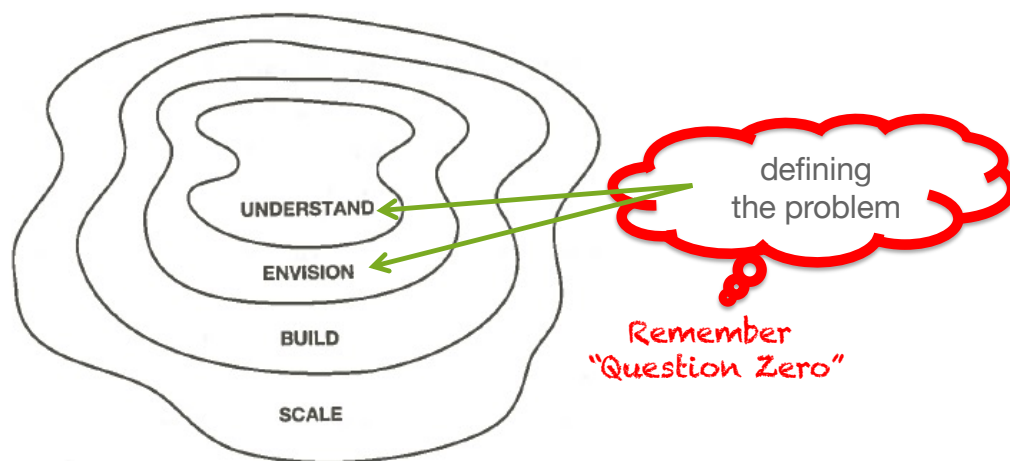 UNDERSTAND
ENVISION
BUILD
SCALE
defining
the problem
Remember
“Question Zero”